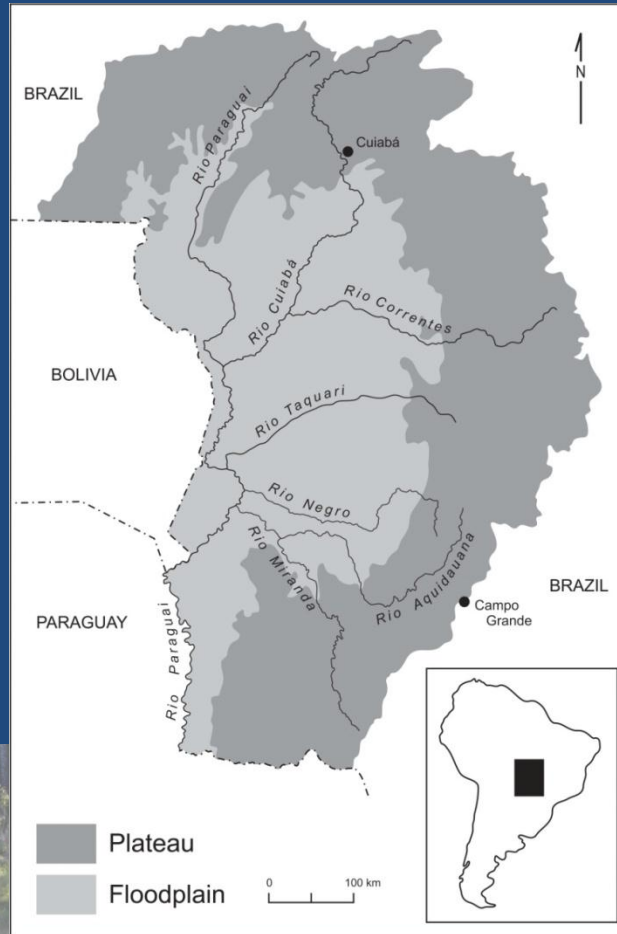 BRAZIL
N
Rio Paraguai
Cuiabá
Rio Cuiabá
Rio Correntes
BOLIVIA
Rio Taquari
Rio Negro
Rio Miranda
Rio Aquidauana
BRAZIL
PARAGUAY
Rio Paraguai
Campo
Grande
Plateau
Floodplain
0 100 km